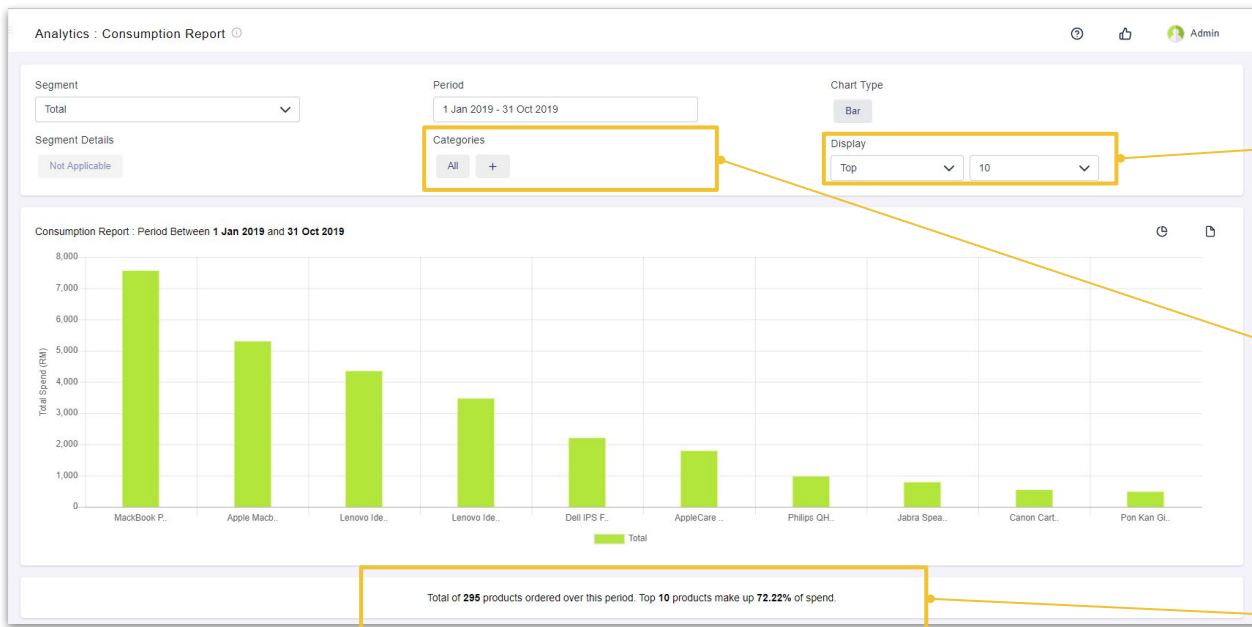 Analytics : Consumption Report
Admin
Segment
Period
Chart Type
Total
1 Jan 2019 - 31 Oct 2019
Bar
Segment Details
Categories
Display
Not Applicable
All +
Top 10
Consumption Report : Period Between 1 Jan 2019 and 31 Oct 2019
Total Spend (RM)
8,000
7,000
6,000
5,000
4,000
3,000
2,000
1,000
0
MackBook P.. Apple Macb.. Lenovo Ide.. Lenovo Ide.. Dell IPS F.. AppleCare .. Philips QH.. Jabra Spea.. Canon Cart.. Pon Kan Gi..
Total
Total of 295 products ordered over this period. Top 10 products make up 72.22% of spend.